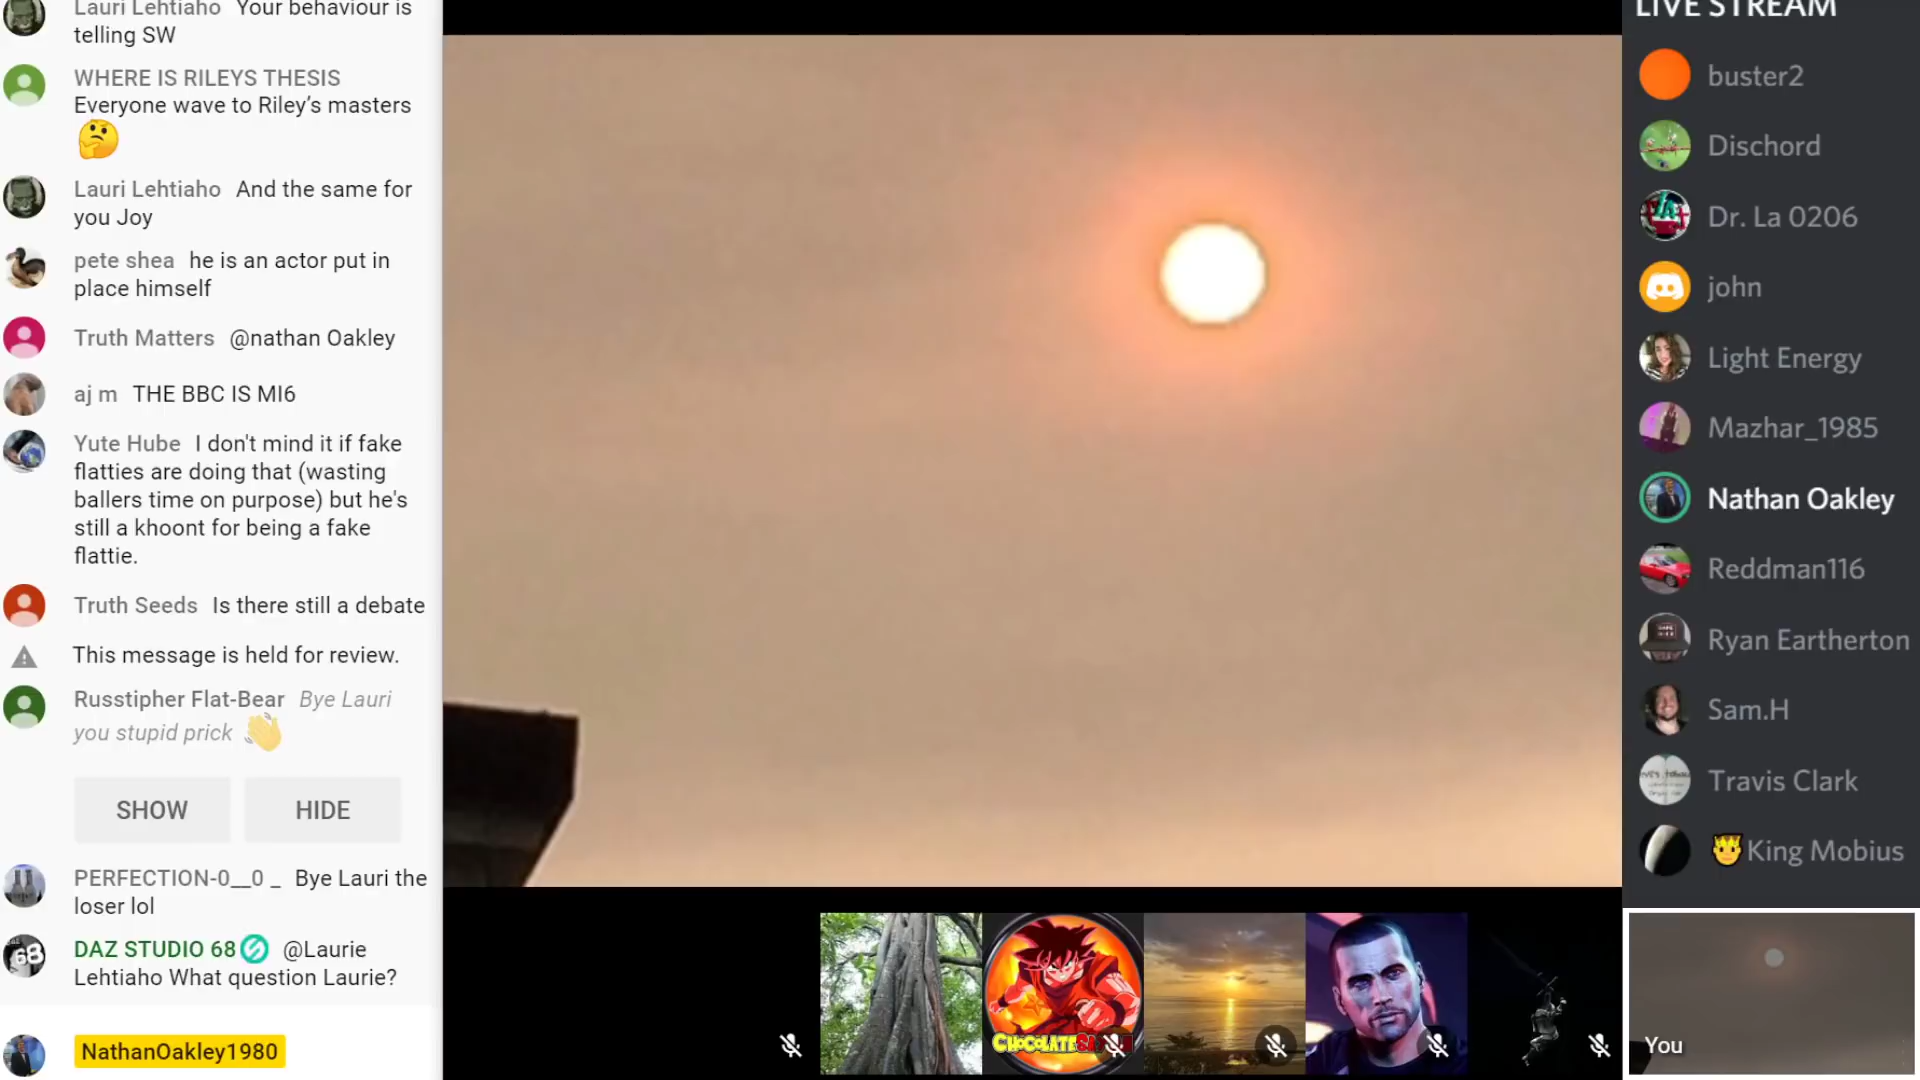 Lauri Lehtiaho Your behaviour is
telling SW
WHERE IS RILEYS THESIS
Everyone wave to Riley’s masters
🤔
Lauri Lehtiaho And the same for
you Joy
pete shea he is an actor put in
place himself
Truth Matters @nathan Oakley
aj m THE BBC IS MI6
Yute Hube I don't mind it if fake
flatties are doing that (wasting
ballers time on purpose) but he's
still a khoont for being a fake
flattie.
Truth Seeds Is there still a debate
This message is held for review.
Russtipher Flat-Bear Bye Lauri
you stupid prick 👋
SHOW HIDE
PERFECTION-0__0 _ Bye Lauri the
loser lol
DAZ STUDIO 68 @Laurie
Lehtiaho What question Laurie?
NathanOakley1980
LIVE STREAM
buster2
Dischord
Dr. La 0206
john
Light Energy
Mazhar_1985
Nathan Oakley
Reddman116
Ryan Eartherton
Sam.H
Travis Clark
🤴King Mobius
You